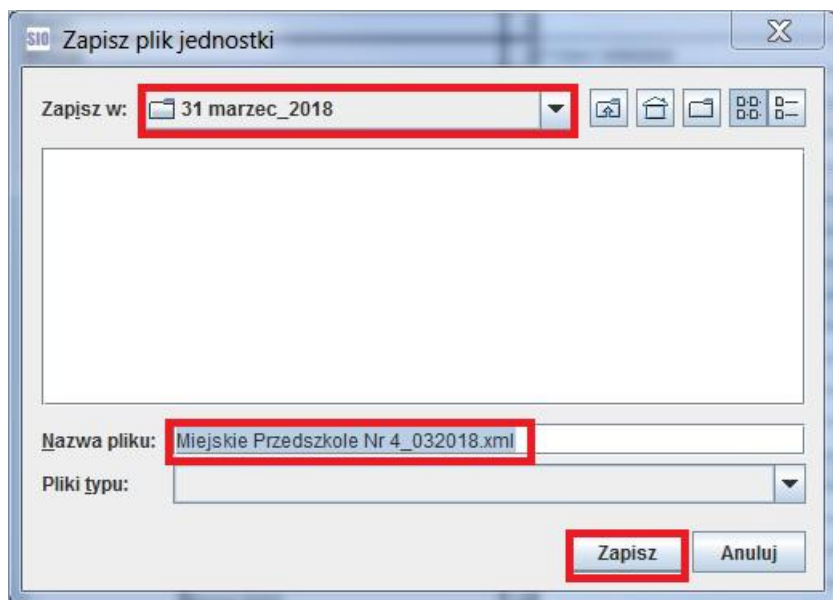 SIO Zapisz plik jednostki
Zapisz w: 31 marzec_2018
Nazwa pliku: Miejskie Przedszkole Nr 4_032018.xml
Pliki typu:
Zapisz Anuluj